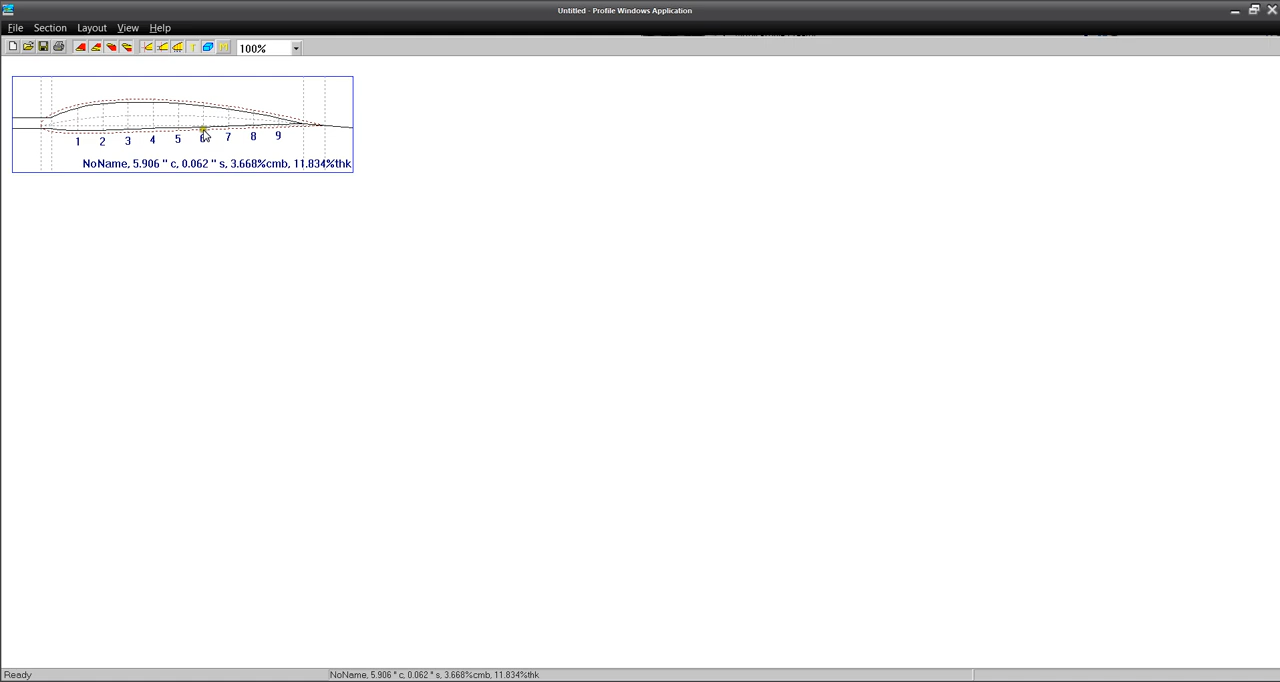 Untitled - Profile Windows Application
File Section Layout View Help
100%
1 2 3 4 5 6 7 8 9
NoName, 5.906 " c, 0.062 " s, 3.668%cmb, 11.834%thk
Ready NoName, 5.906 " c, 0.062 " s, 3.668%cmb, 11.834%thk